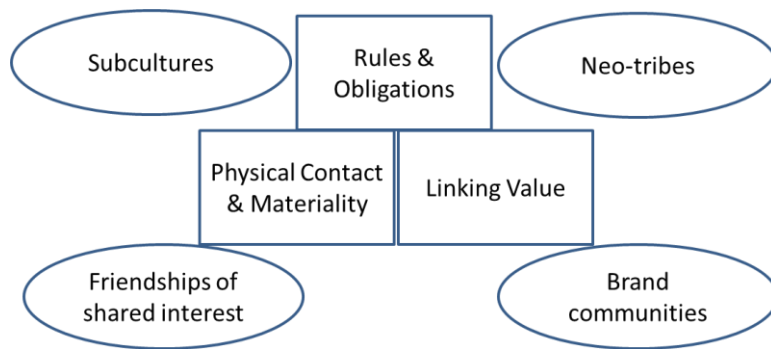 Subcultures
Rules &
Obligations
Neo-tribes
Physical Contact
& Materiality
Linking Value
Friendships of
shared interest
Brand
communities